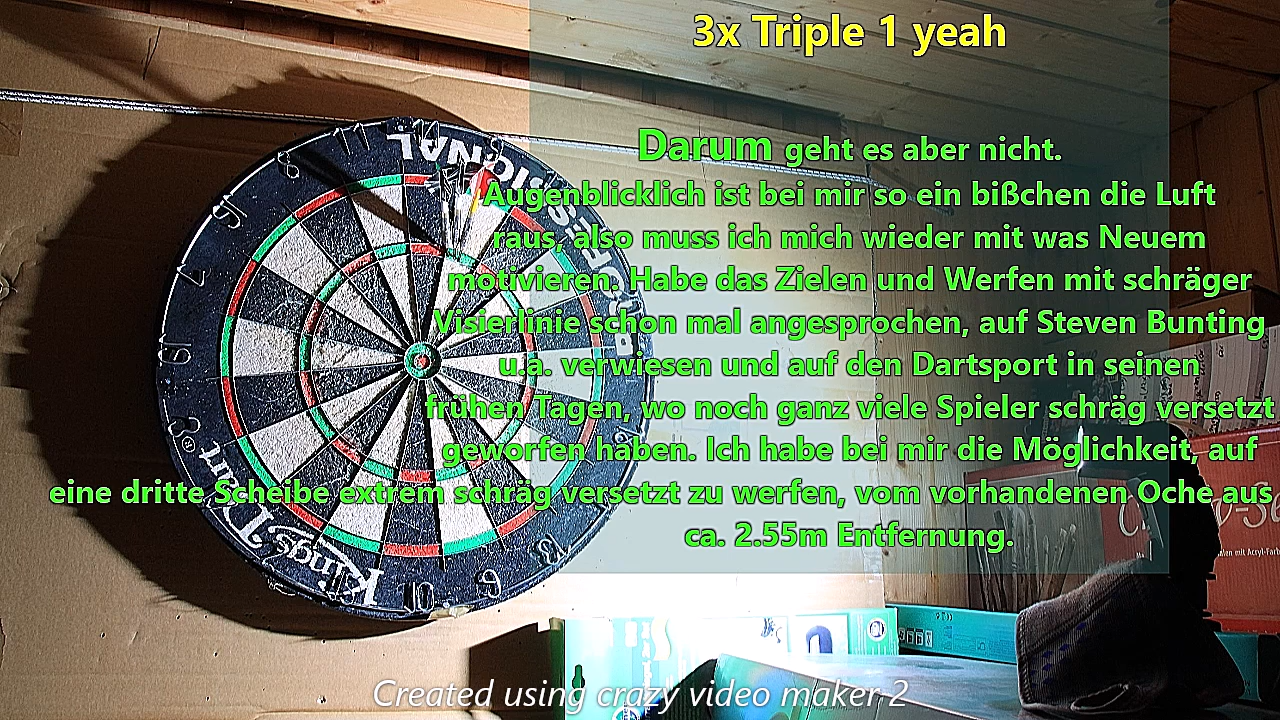 3x Triple 1 yeah
Darum geht es aber nicht.
Augenblicklich ist bei mir so ein bißchen die Luft
raus, also muss ich mich wieder mit was Neuem
motivieren. Habe das Zielen und Werfen mit schräger
Visierlinie schon mal angesprochen, auf Steven Bunting
u.a. verwiesen und auf den Dartsport in seinen
frühen Tagen, wo noch ganz viele Spieler schräg versetzt
geworfen haben. Ich habe bei mir die Möglichkeit, auf
eine dritte Scheibe extrem schräg versetzt zu werfen, vom vorhandenen Oche aus
ca. 2.55m Entfernung.
Kings Dart®
Created using crazy video maker 2